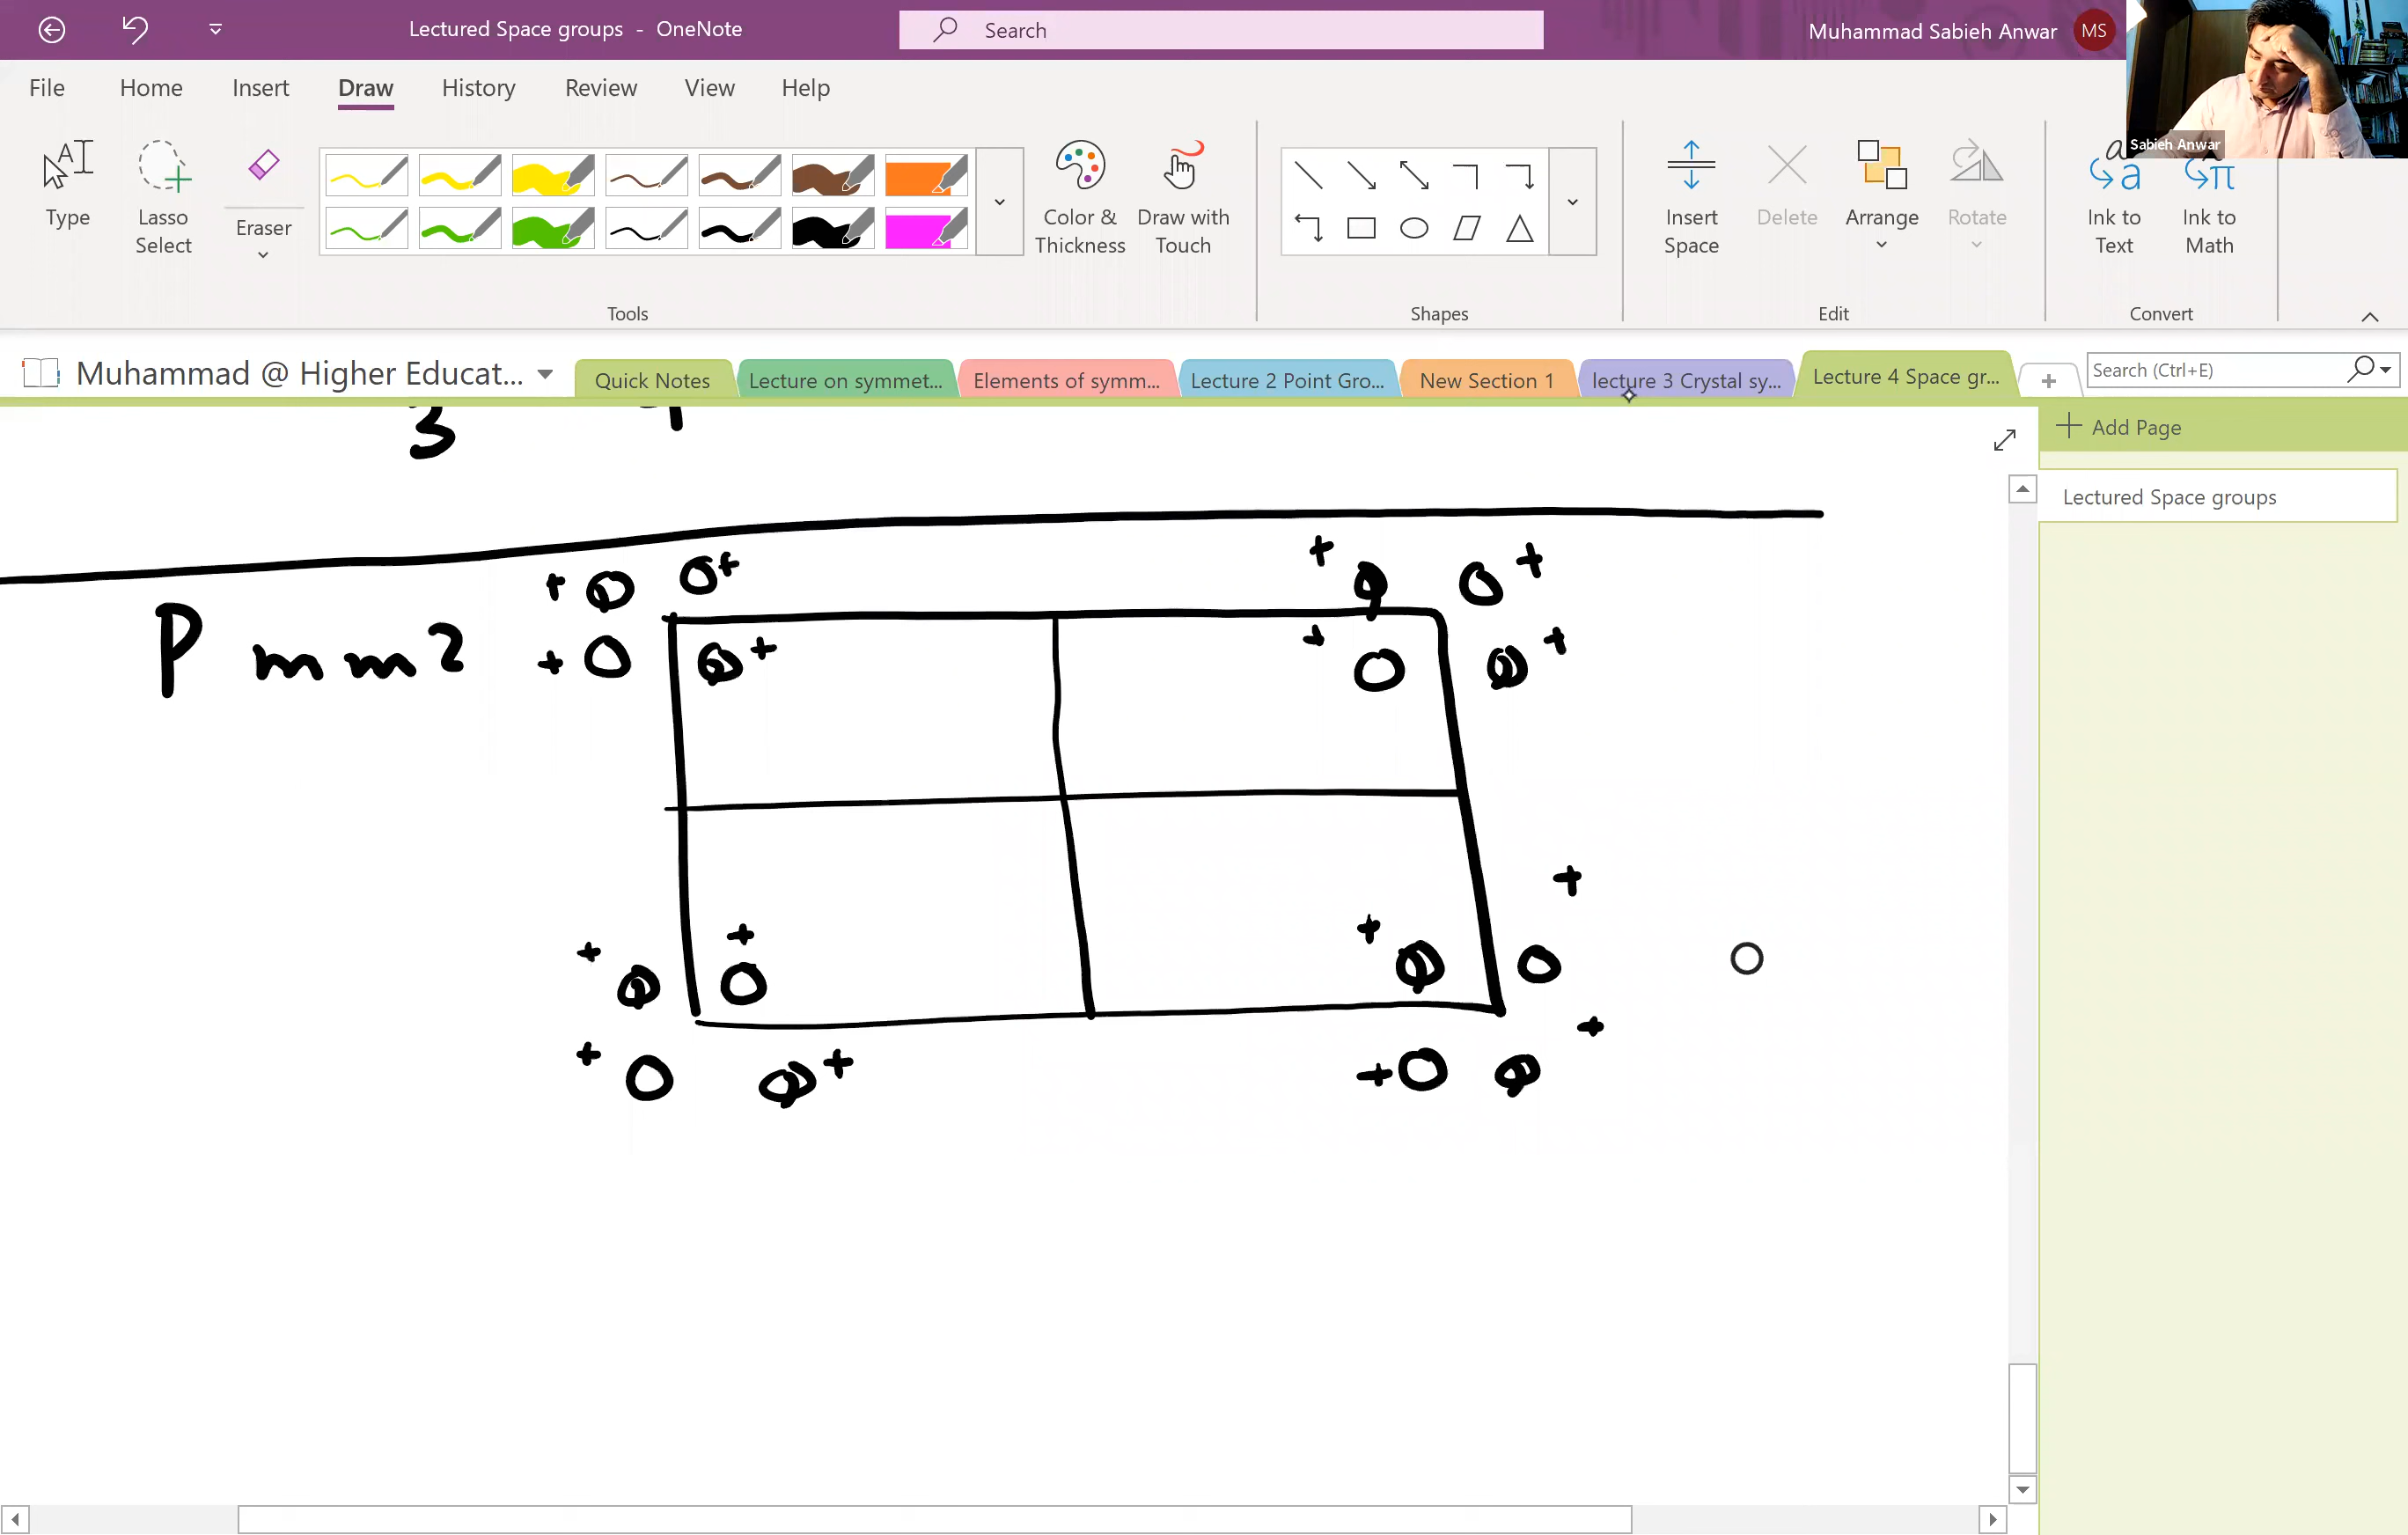 Lectured Space groups - OneNote
Search
Muhammad Sabieh Anwar
MS
File Home Insert Draw History Review View Help
Sabieh Anwar
Type
Lasso Select
Eraser
Color & Thickness
Draw with Touch
Insert Space
Delete
Arrange
Rotate
Ink to Text
Ink to Math
Tools
Shapes
Edit
Convert
Muhammad @ Higher Educat...
Quick Notes
Lecture on symmet...
Elements of symm...
Lecture 2 Point Gro...
New Section 1
lecture 3 Crystal sy...
Lecture 4 Space gr...
+
Search (Ctrl+E)
Add Page
Lectured Space groups
3
+ O O+ + O O +
P mm2 + O O+ + O O +
+
+ O + O + O O
+ O O+ +O O +